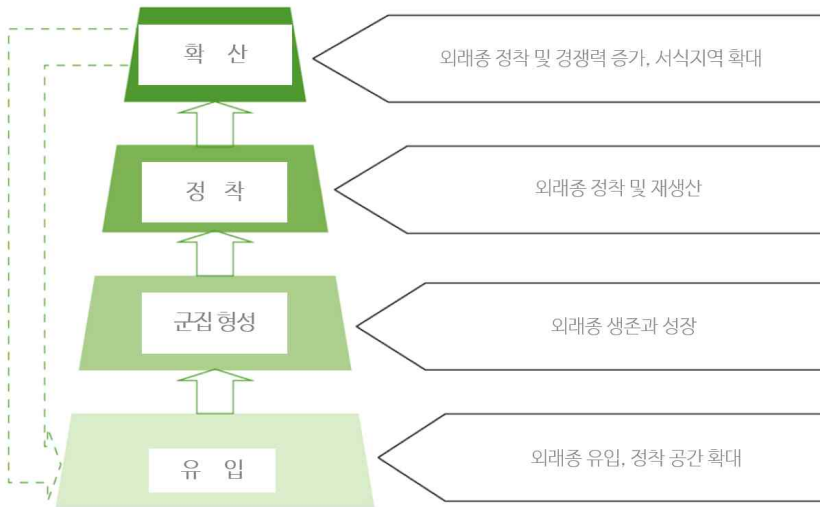 확 산
외래종 정착 및 경쟁력 증가, 서식지역 확대
정 착
외래종 정착 및 재생산
군집 형성
외래종 생존과 성장
유 입
외래종 유입, 정착 공간 확대